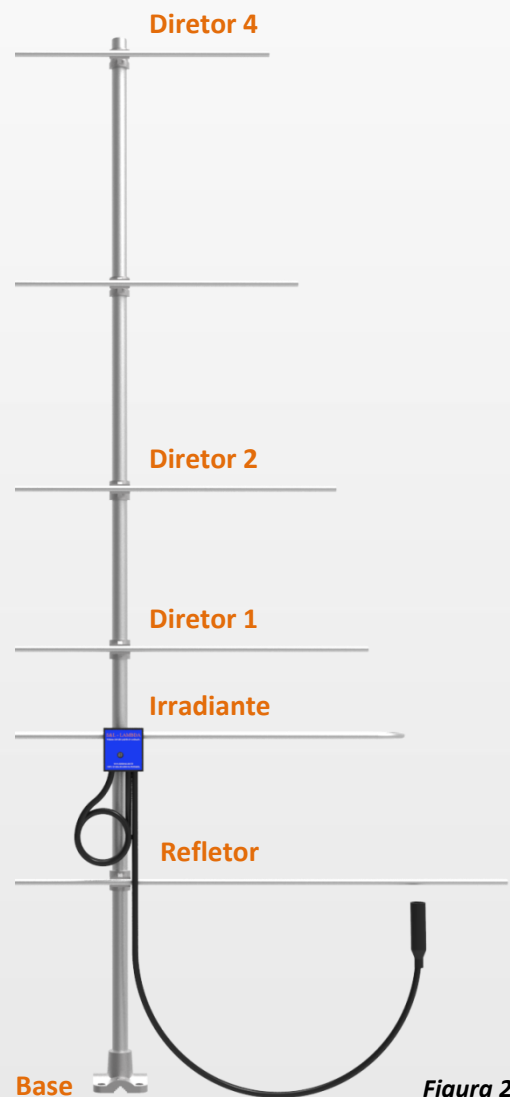 Diretor 4
Diretor 2
Diretor 1
Irradiante
Refletor
Base
Figura 2